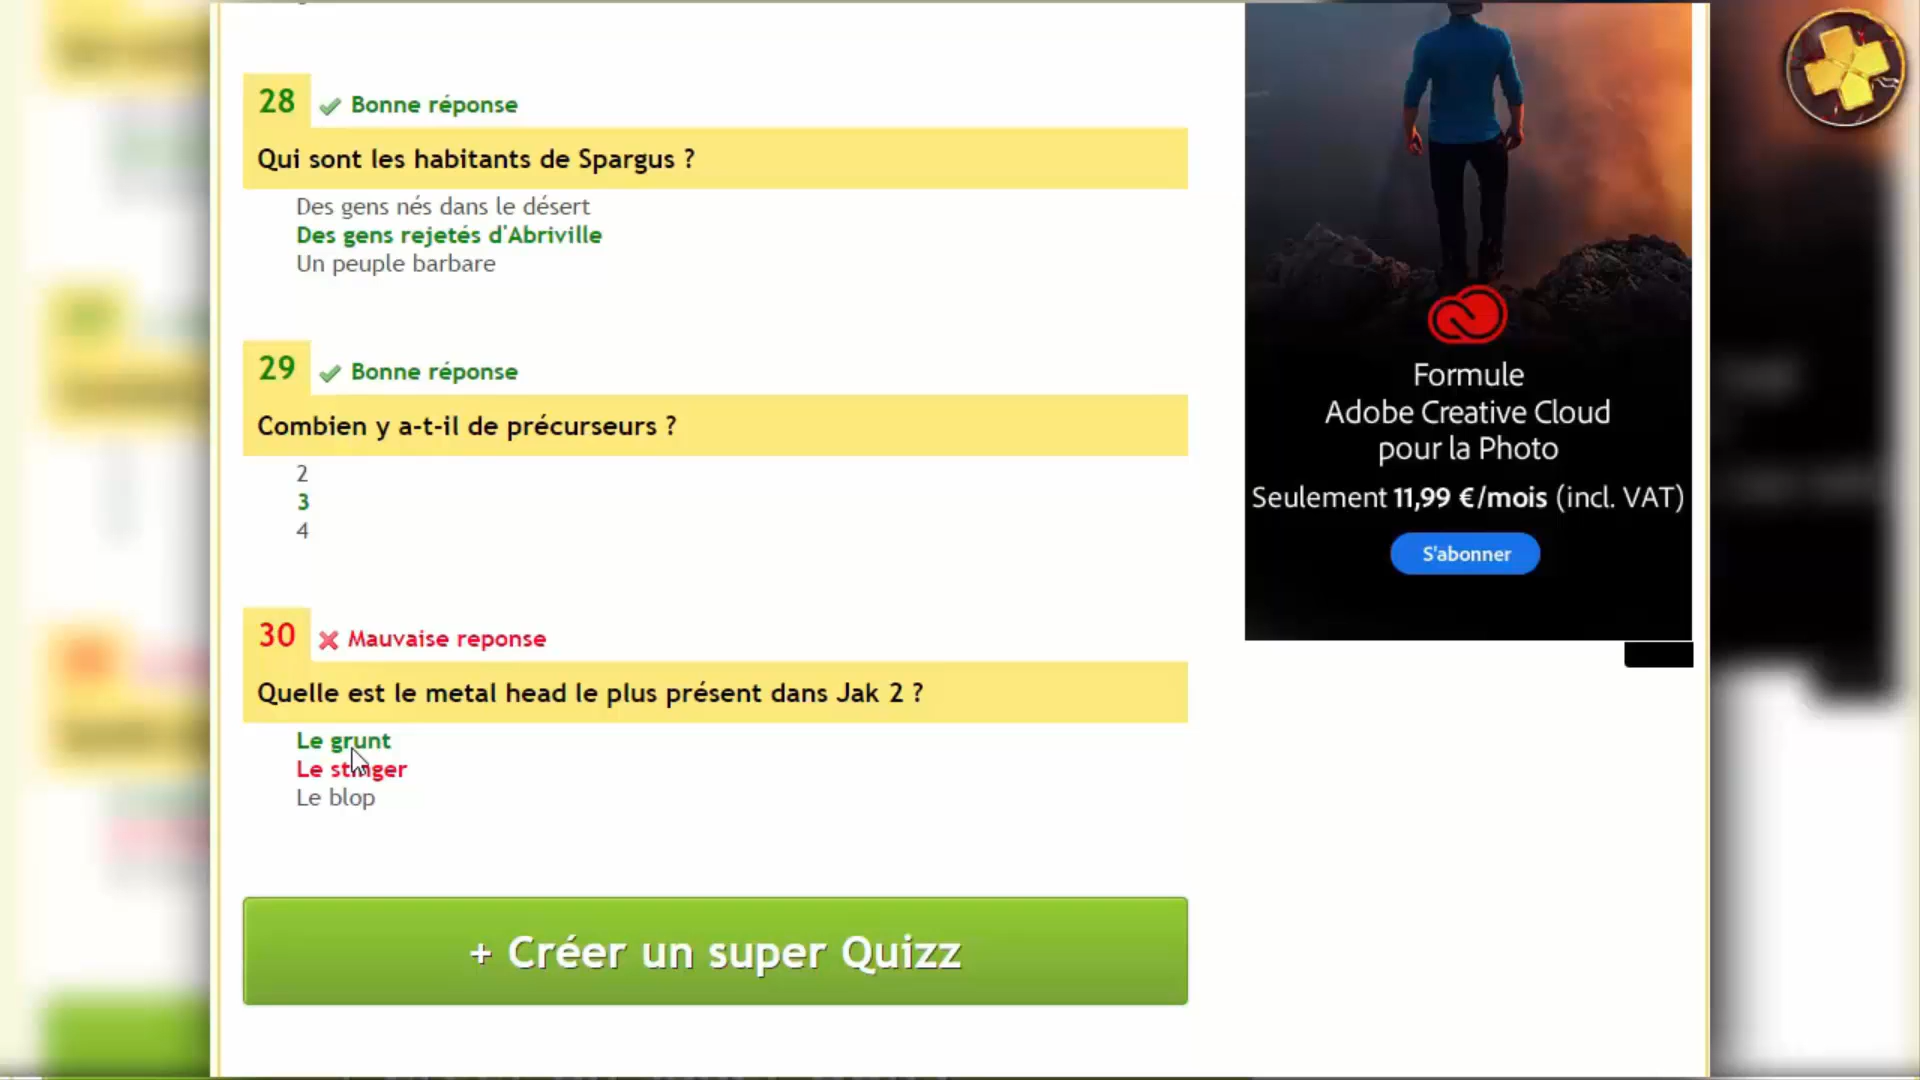 28
Bonne réponse
Qui sont les habitants de Spargus ?
Des gens nés dans le désert
Des gens rejetés d'Abriville
Un peuple barbare
29
Bonne réponse
Combien y a-t-il de précurseurs ?
2
3
4
30
Mauvaise reponse
Quelle est le metal head le plus présent dans Jak 2 ?
Le grunt
Le stinger
Le blop
+ Créer un super Quizz
Formule
Adobe Creative Cloud
pour la Photo
Seulement 11,99 €/mois (incl. VAT)
S'abonner